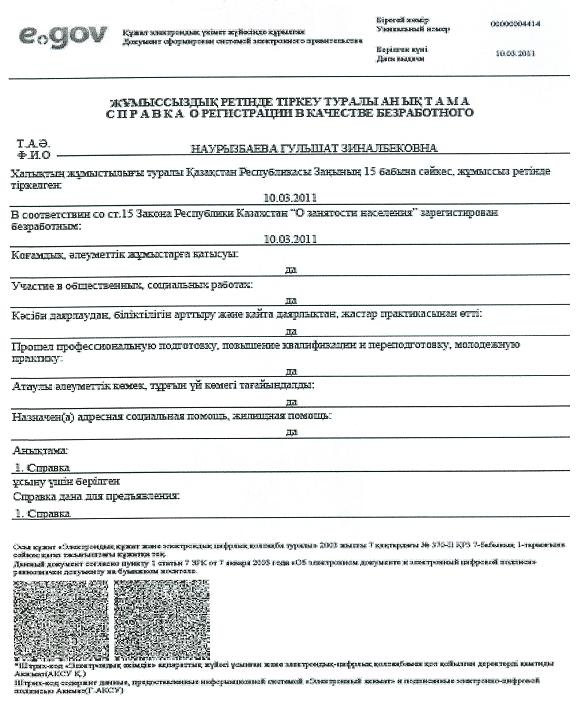 e.gov
Құжат электрондық үкімет жүйесінде құрылған
Документ сформирован системой электронного правительства
Бірегей нөмір
Уникальный номер
00000004414
Берілген күні
Дата выдачи
10.03.2011
ЖҰМЫССЫЗДЫҚ РЕТІНДЕ ТІРКЕУ ТУРАЛЫ АНЫҚТАМА
СПРАВКА О РЕГИСТРАЦИИ В КАЧЕСТВЕ БЕЗРАБОТНОГО
Т.А.Ә.
Ф.И.О
НАУРЫЗБАЕВА ГУЛЬШАТ ЗИНАЛБЕКОВНА
Халықтың жұмыстылығы туралы Қазақстан Республикасы Заңының 15 бабына сәйкес, жұмыссыз ретінде
тіркелген:
10.03.2011
В соответствии со ст.15 Закона Республики Казахстан “О занятости населения” зарегистрирован
безработным:
10.03.2011
Қоғамдық, әлеуметтік жұмыстарға қатысуы:
да
Участие в общественных, социальных работах:
да
Кәсіби даярлаудан, біліктілігін арттыру және қайта даярлықтан, жастар практикасынан өтті:
да
Прошел профессиональную подготовку, повышение квалификации и переподготовку, молодежную
практику:
да
Атаулы әлеуметтік көмек, тұрғын үй көмегі тағайындалды:
да
Назначен(а) адресная социальная помощь, жилищная помощь:
да
Анықтама:
1. Справка
ұсыну үшін берілген
Справка дана для предъявления:
1. Справка
Осы құжат «Электрондық құжат және электрондық цифрлық қолтаңба туралы» 2003 жылғы 7 қаңтардағы № 370-II ҚРЗ 7-бабының 1-тармағына
сәйкес қағаз тасығыштағы құжатқа тең.
Данный документ согласно пункту 1 статьи 7 ЗРК от 7 января 2003 года «Об электронном документе и электронной цифровой подписи»
равнозначен документу на бумажном носителе.
*Штрих-код «Электрондық әкімдік» ақпараттық жүйесі ұсынған және электрондық-цифрлық қолтаңбамен қол қойылған деректерді қамтиды
Акимат(АКСУ Қ.)
Штрих-код содержит данные, предоставленные информационной системой «Электронный акимат» и подписанные электронно-цифровой
подписью Акимат(Г.АКСУ)